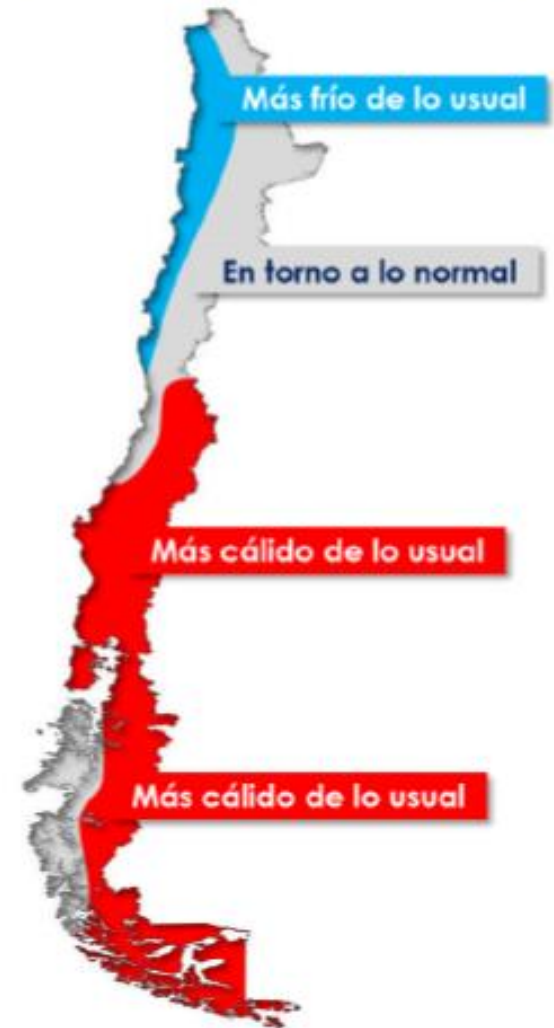 Más frío de lo usual
En torno a lo normal
Más cálido de lo usual
Más cálido de lo usual